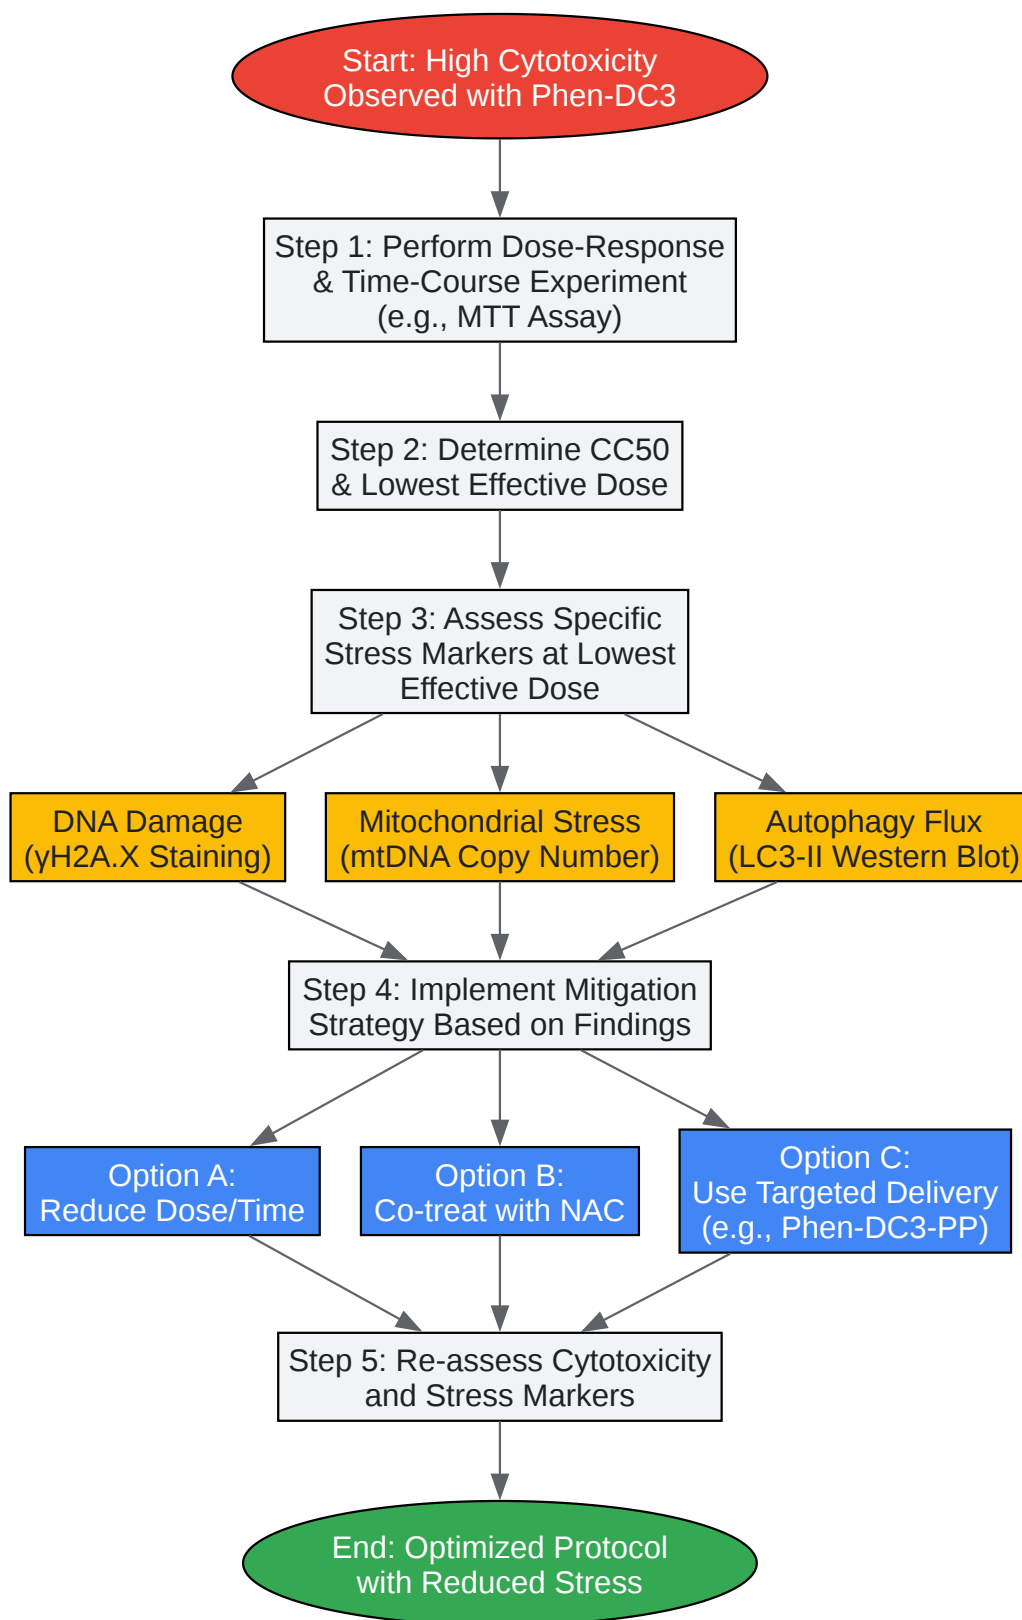 Start: High Cytotoxicity
Observed with Phen-DC3
Step 1: Perform Dose-Response
& Time-Course Experiment
(e.g., MTT Assay)
Step 2: Determine CC50
& Lowest Effective Dose
Step 3: Assess Specific
Stress Markers at Lowest
Effective Dose
DNA Damage
(γH2A.X Staining)
Mitochondrial Stress
(mtDNA Copy Number)
Autophagy Flux
(LC3-II Western Blot)
Step 4: Implement Mitigation
Strategy Based on Findings
Option A:
Reduce Dose/Time
Option B:
Co-treat with NAC
Option C:
Use Targeted Delivery
(e.g., Phen-DC3-PP)
Step 5: Re-assess Cytotoxicity
and Stress Markers
End: Optimized Protocol
with Reduced Stress